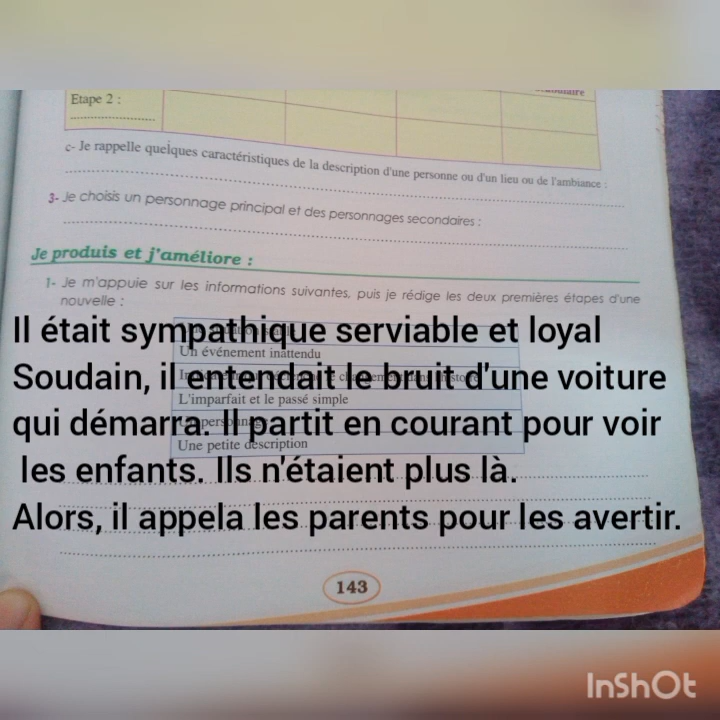 Etape 2 :
c- Je rappelle quelques caractéristiques de la description d'une personne ou d'un lieu ou de l'ambiance :
3- Je choisis un personnage principal et des personnages secondaires :
Je produis et j'améliore :
1- Je m'appuie sur les informations suivantes, puis je rédige les deux premières étapes d'une
nouvelle :
Il était sympathique serviable et loyal
Un événement inattendu
Soudain, il entendait le bruit d'une voiture
L'imparfait et le passé simple
qui démarra. Il partit en courant pour voir
Une petite description
les enfants. Ils n'étaient plus là.
Alors, il appela les parents pour les avertir.
143
InShOt